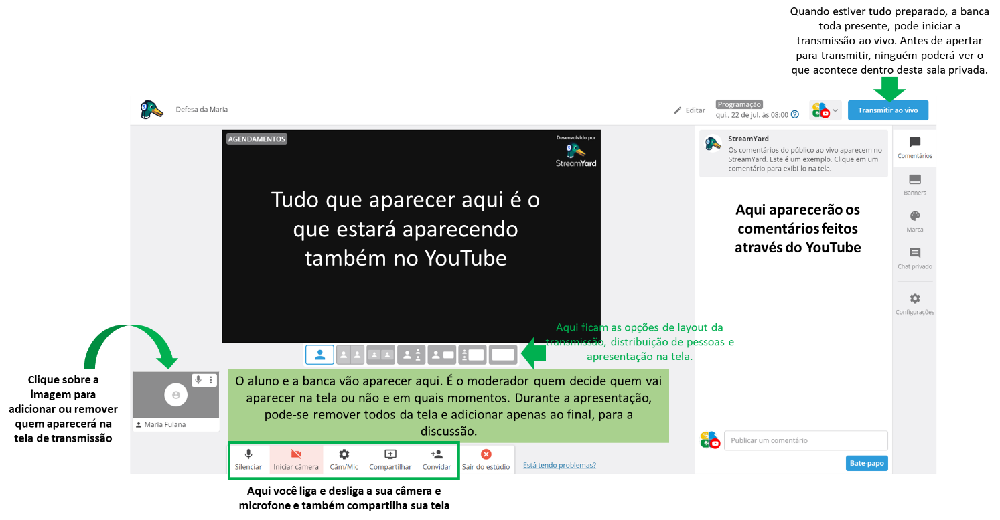 Quando estiver tudo preparado, a banca
toda presente, pode iniciar a
transmissão ao vivo. Antes de apertar
para transmitir, ninguém poderá ver o
que acontece dentro desta sala privada.
Defesa da Maria
Editar
Programação
qui., 22 de jul. às 08:00
Transmitir ao vivo
AGENDAMENTOS
Desenvolvido por
StreamYard
Tudo que aparecer aqui é o
que estará aparecendo
também no YouTube
StreamYard
Os comentários do público ao vivo aparecem no
StreamYard. Este é um exemplo. Clique em um
comentário para exibi-lo na tela.
Aqui aparecerão os
comentários feitos
através do YouTube
Comentários
Banners
Marca
Chat privado
Configurações
Aqui ficam as opções de layout da
transmissão, distribuição de pessoas e
apresentação na tela.
Clique sobre a
imagem para
adicionar ou remover
quem aparecerá na
tela de transmissão
Maria Fulana
O aluno e a banca vão aparecer aqui. É o moderador quem decide quem vai
aparecer na tela ou não e em quais momentos. Durante a apresentação,
pode-se remover todos da tela e adicionar apenas ao final, para a
discussão.
Silenciar
Iniciar câmera
Câm/Mic
Compartilhar
Convidar
Sair do estúdio
Está tendo problemas?
Publicar um comentário
Bate-papo
Aqui você liga e desliga a sua câmera e
microfone e também compartilha sua tela